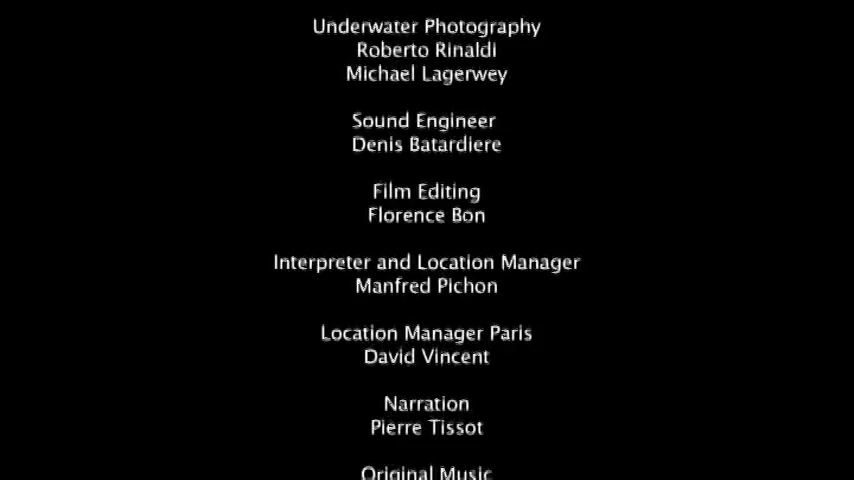 Underwater Photography
Roberto Rinaldi
Michael Lagerwey
Sound Engineer
Denis Batardiere
Film Editing
Florence Bon
Interpreter and Location Manager
Manfred Pichon
Location Manager Paris
David Vincent
Narration
Pierre Tissot
Original Music